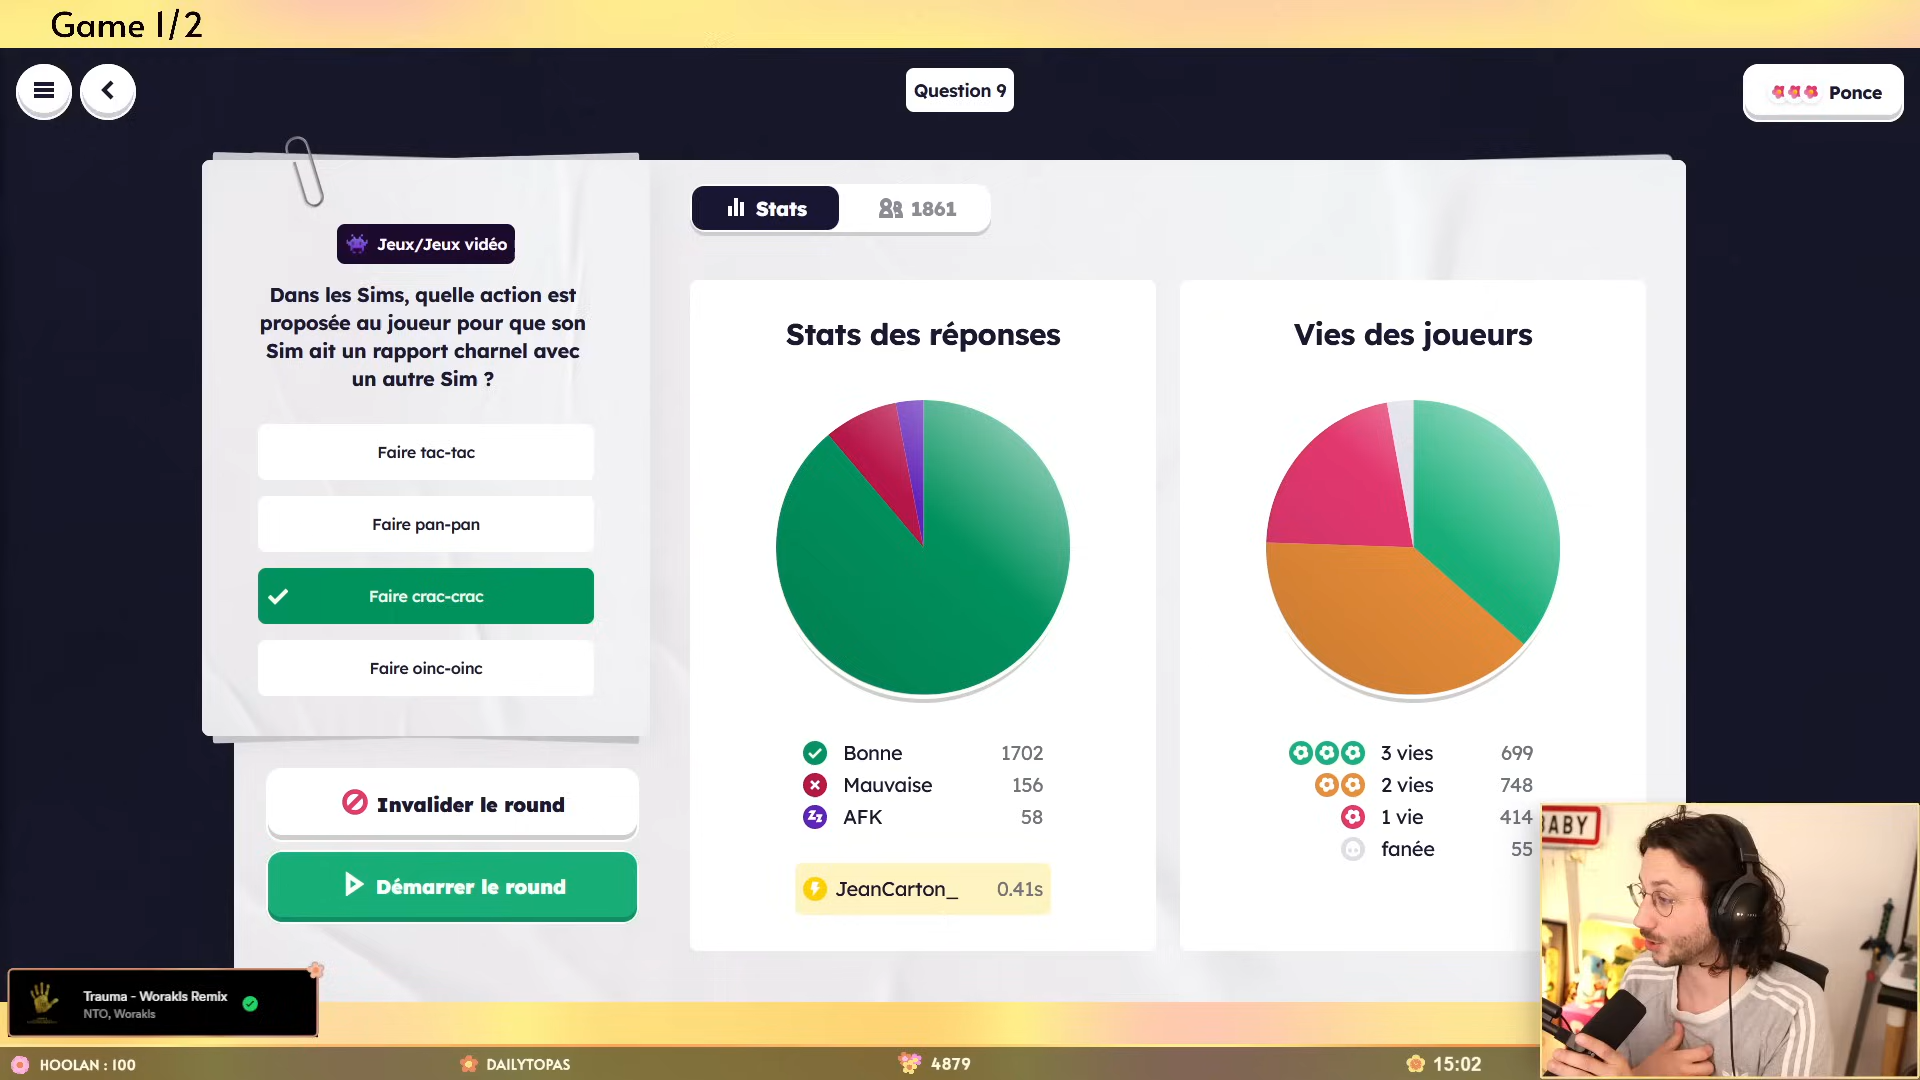 Game 1/2
Question 9
Ponce
Jeux/Jeux vidéo
Dans les Sims, quelle action est
proposée au joueur pour que son
Sim ait un rapport charnel avec
un autre Sim ?
Faire tac-tac
Faire pan-pan
Faire crac-crac
Faire oinc-oinc
Invalider le round
Démarrer le round
Stats
1861
Stats des réponses
Bonne 1702
Mauvaise 156
AFK 58
JeanCarton_ 0.41s
Vies des joueurs
3 vies 699
2 vies 748
1 vie 414
fanée 55
BABY
Trauma - Worakls Remix
NTO, Worakls
HOOLAN : 100
DAILYTOPAS
4879
15:02